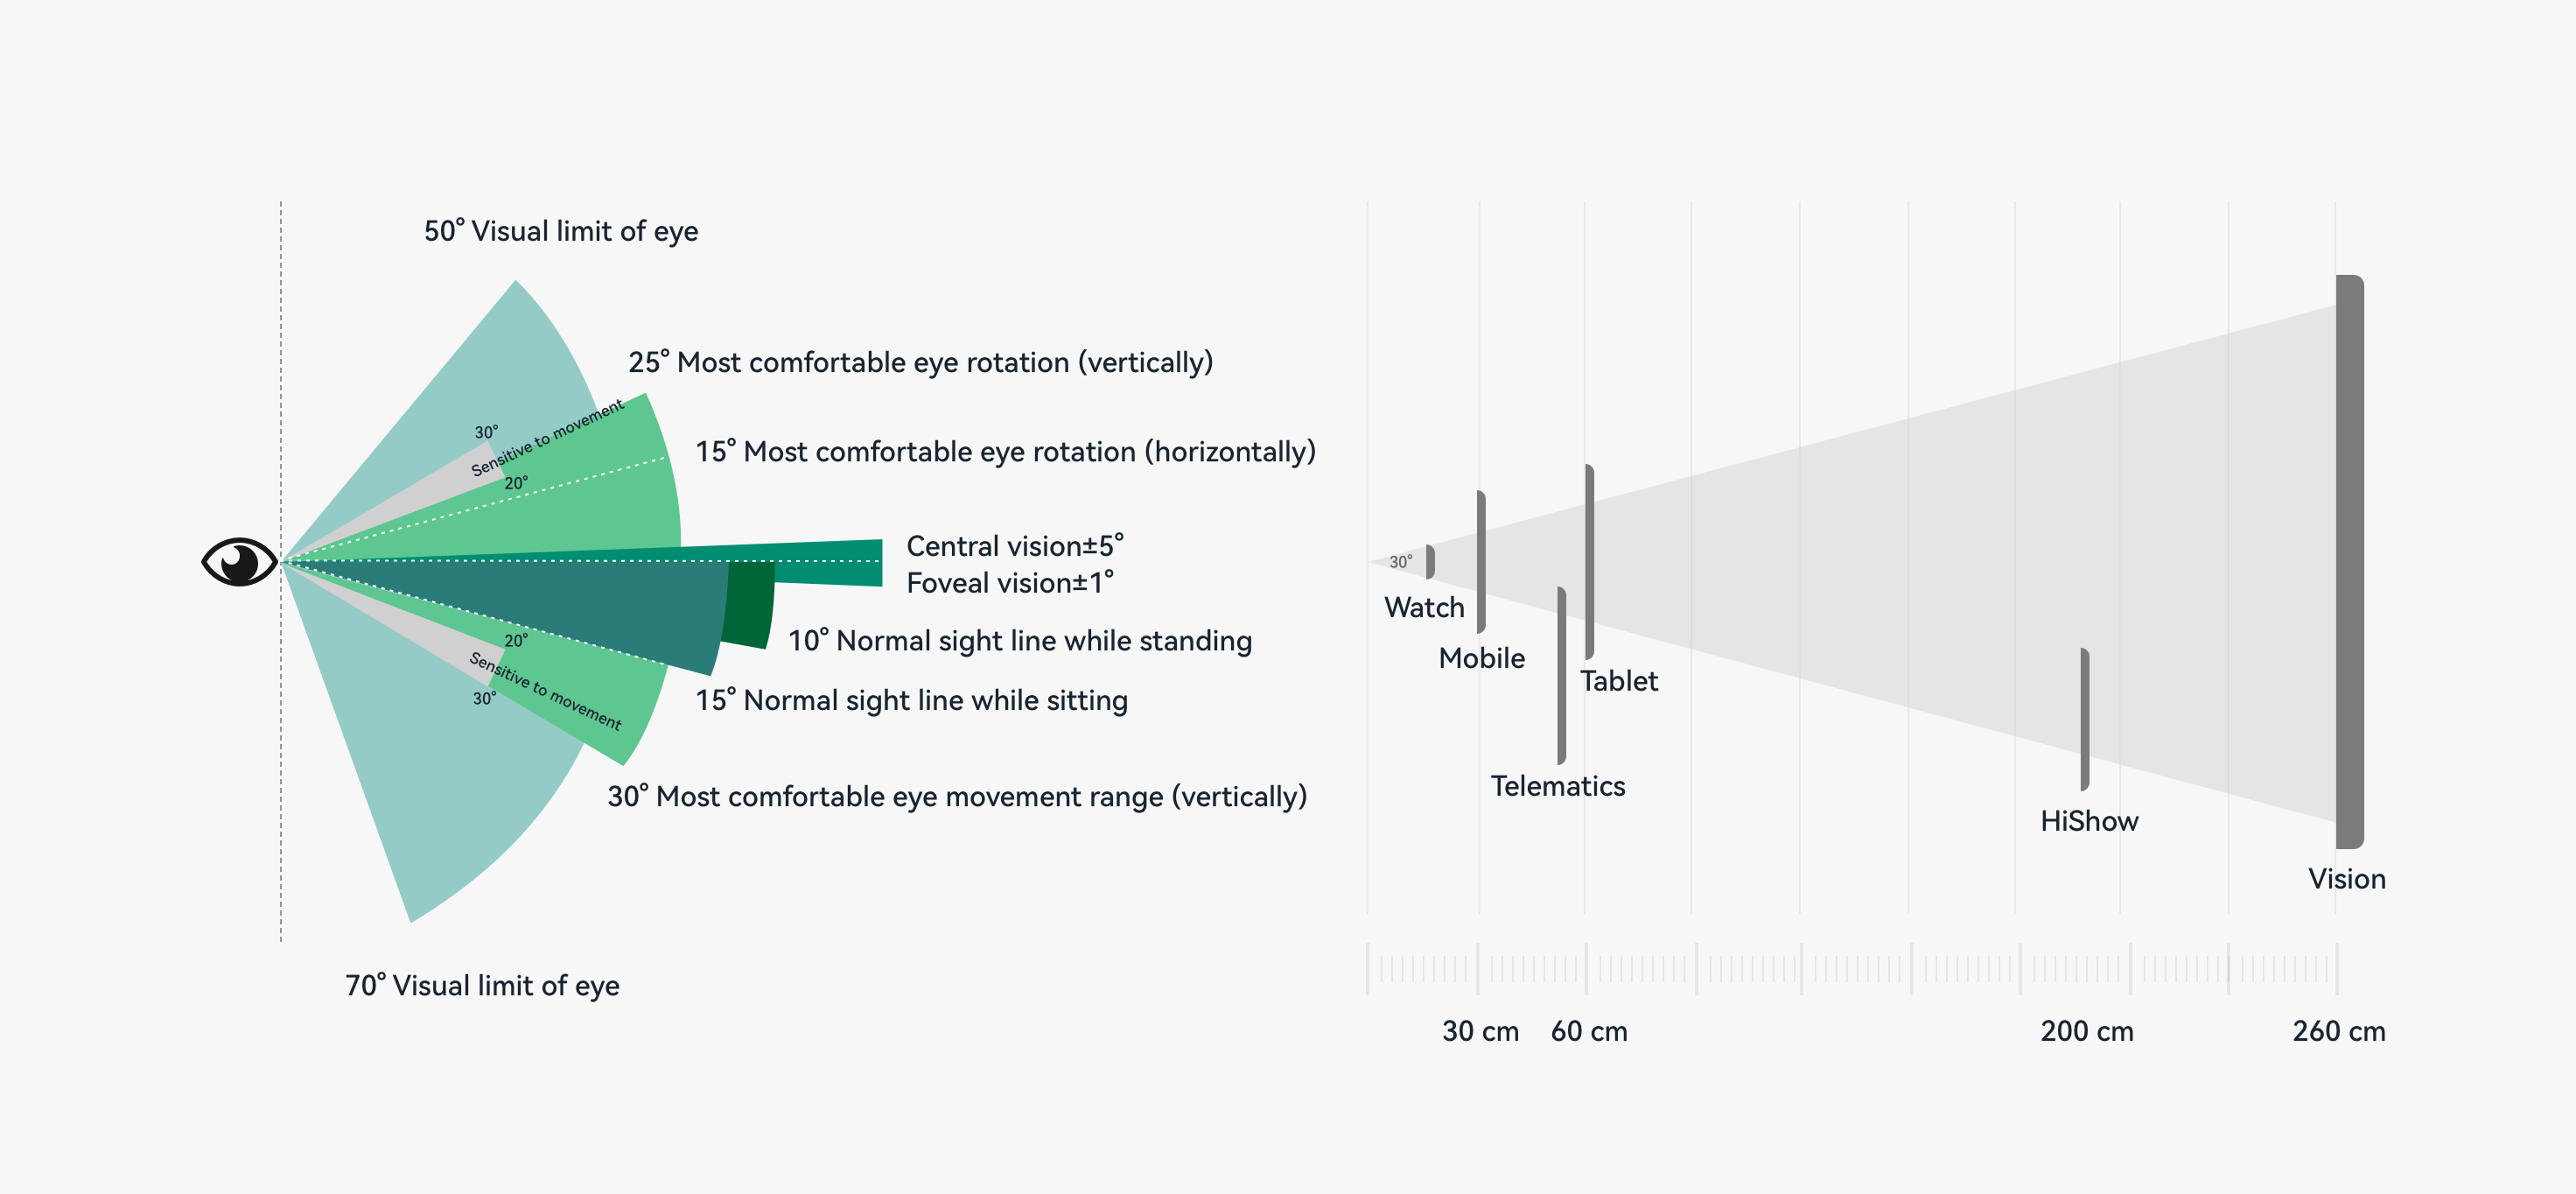 50° Visual limit of eye
25° Most comfortable eye rotation (vertically)
30°
Sensitive to movement
20°
15° Most comfortable eye rotation (horizontally)
Central vision±5°
Foveal vision±1°
10° Normal sight line while standing
20°
Sensitive to movement
30°
15° Normal sight line while sitting
30° Most comfortable eye movement range (vertically)
70° Visual limit of eye
30°
Watch
Mobile
Tablet
Telematics
HiShow
Vision
30 cm
60 cm
200 cm
260 cm